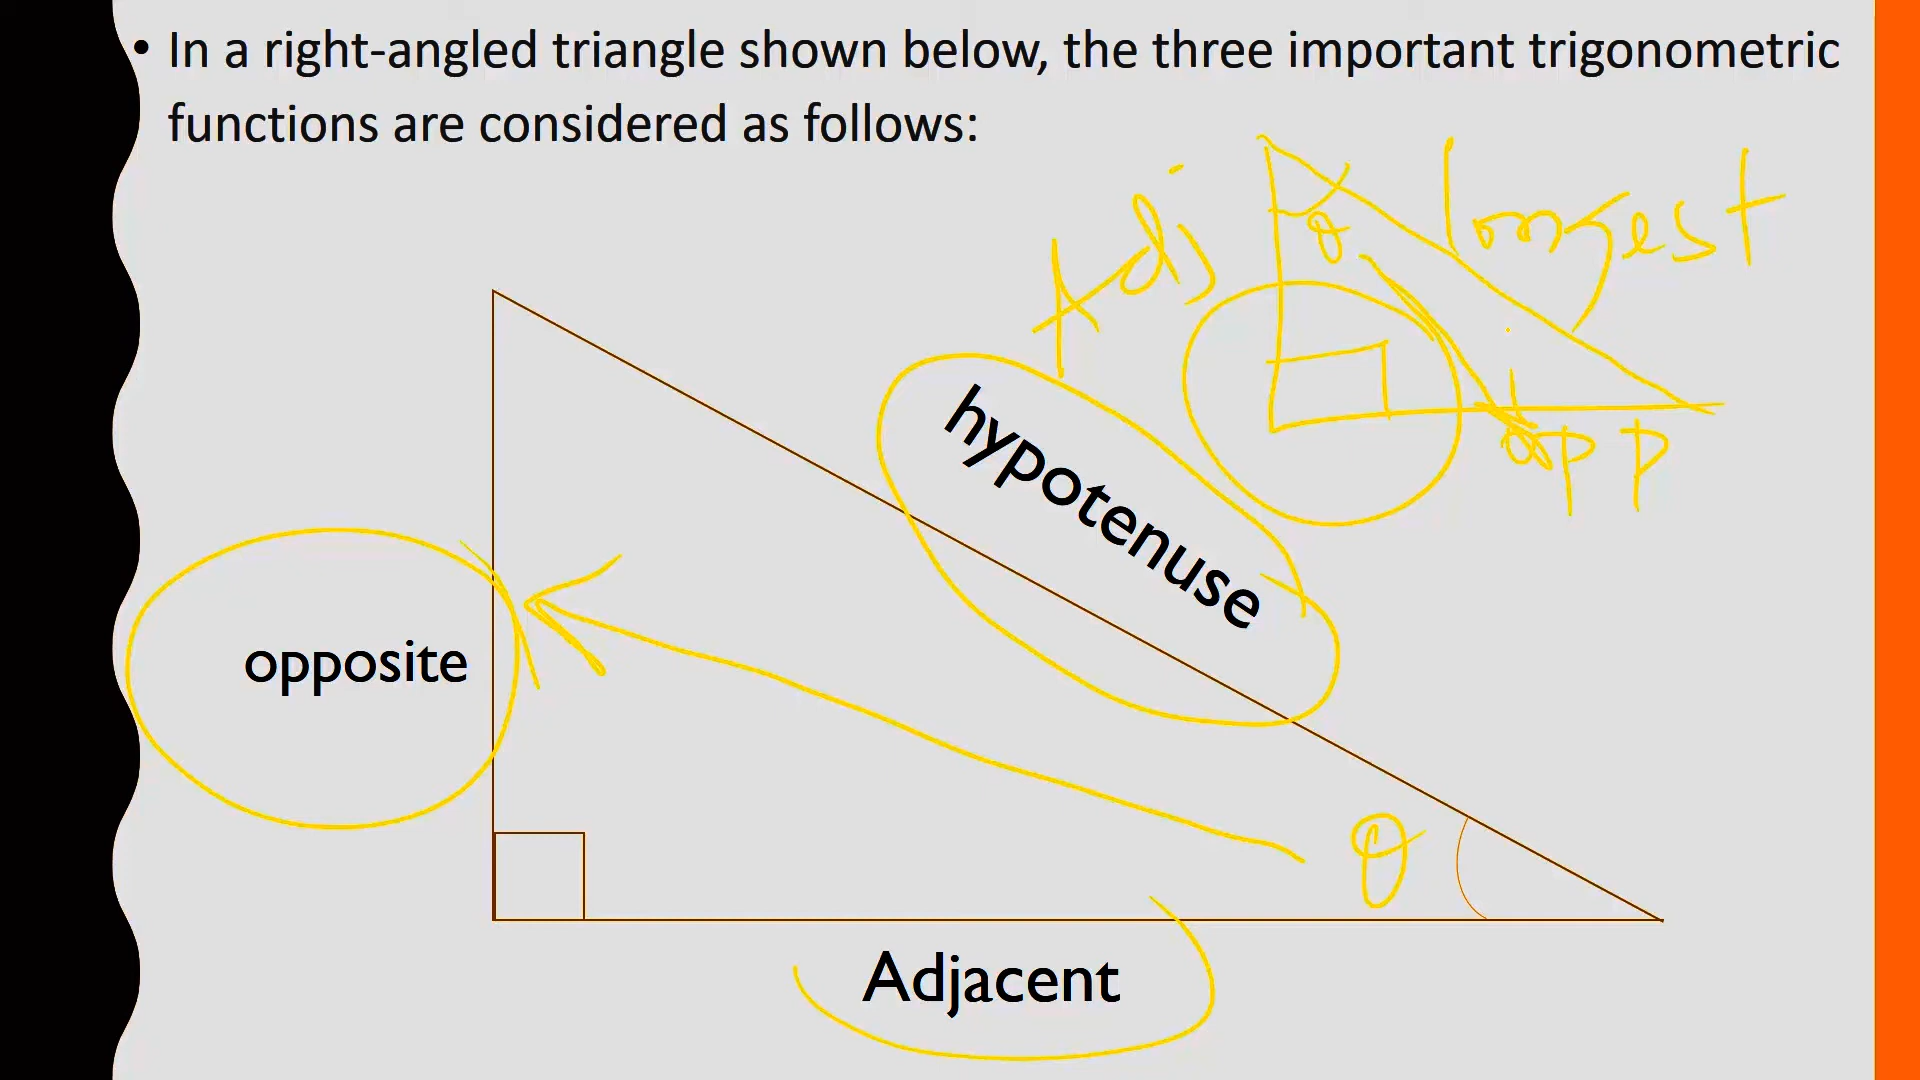 • In a right-angled triangle shown below, the three important trigonometric
functions are considered as follows:
Adj
θ
longest
opp
hypotenuse
opposite
θ
Adjacent